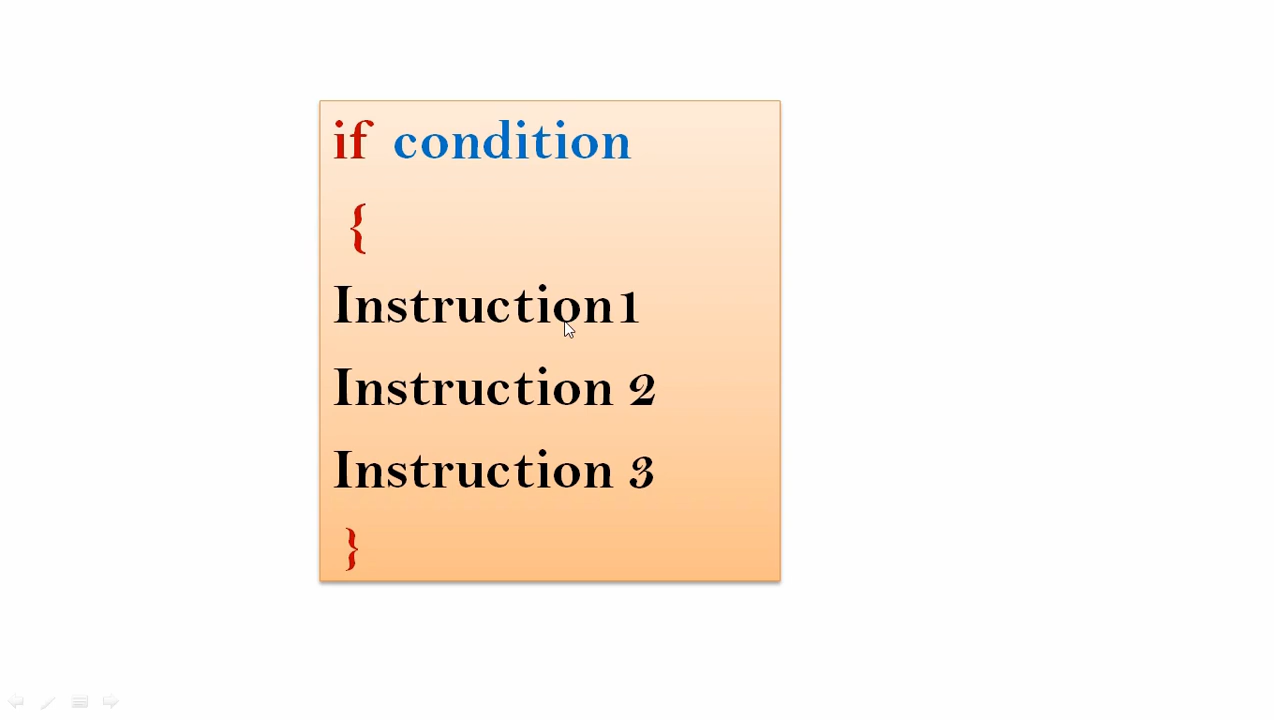 if condition
{
Instruction1
Instruction 2
Instruction 3
}